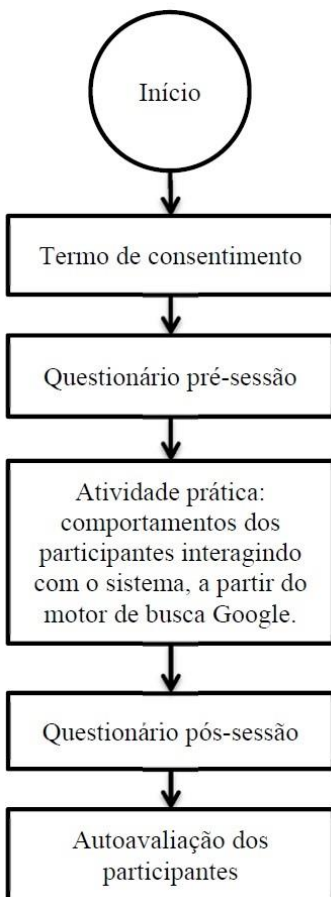 Início
Termo de consentimento
Questionário pré-sessão
Atividade prática:
comportamentos dos
participantes interagindo
com o sistema, a partir do
motor de busca Google.
Questionário pós-sessão
Autoavaliação dos
participantes